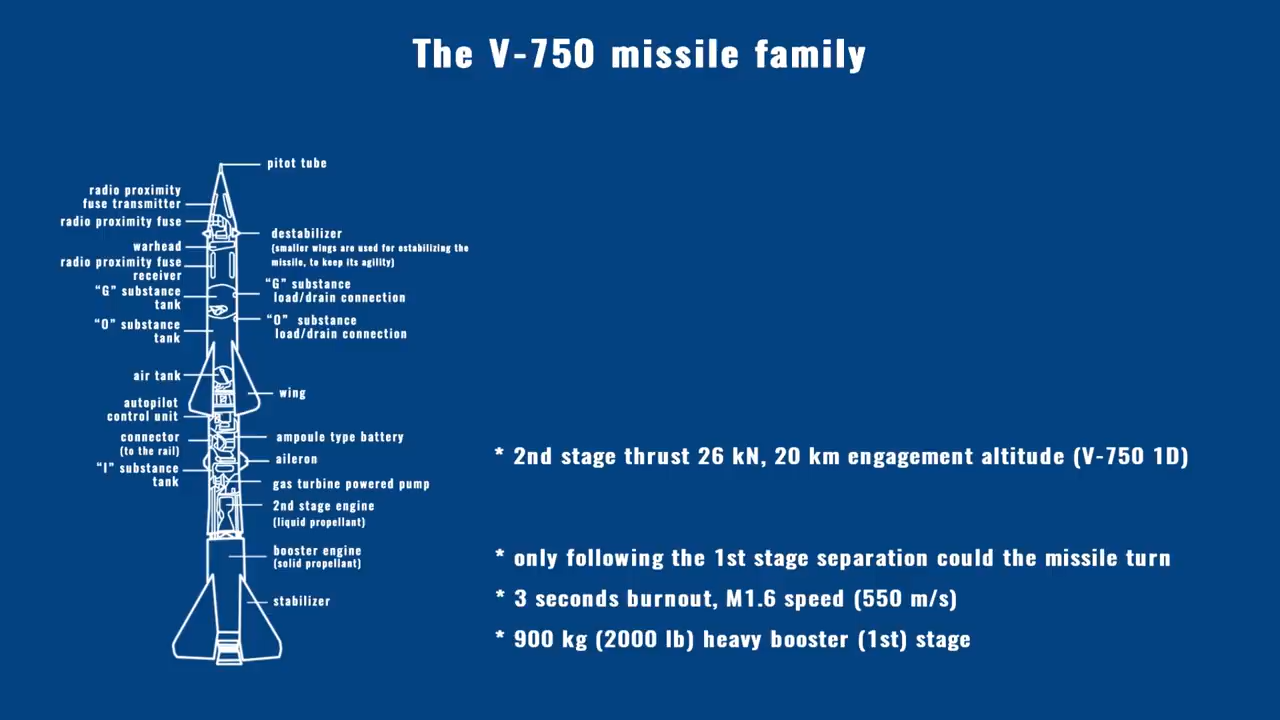 The V-750 missile family
pitot tube
radio proximity
fuse transmitter
radio proximity fuse
destabilizer
(smaller wings are used for estabilizing the
missile, to keep its agility)
warhead
radio proximity fuse
receiver
"G" substance
tank
"G" substance
load/drain connection
"O" substance
tank
"O" substance
load/drain connection
air tank
wing
autopilot
control unit
connector
(to the rail)
ampoule type battery
aileron
"I" substance
tank
gas turbine powered pump
2nd stage engine
(liquid propellant)
booster engine
(solid propellant)
stabilizer
* 2nd stage thrust 26 kN, 20 km engagement altitude (V-750 1D)
* only following the 1st stage separation could the missile turn
* 3 seconds burnout, M1.6 speed (550 m/s)
* 900 kg (2000 lb) heavy booster (1st) stage